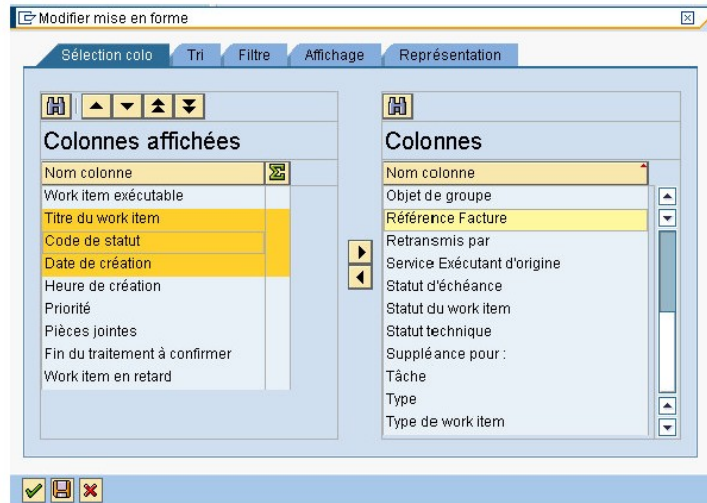 Modifier mise en forme
Sélection colo Tri Filtre Affichage Représentation
Colonnes affichées
Nom colonne
Work item exécutable
Titre du work item
Code de statut
Date de création
Heure de création
Priorité
Pièces jointes
Fin du traitement à confirmer
Work item en retard
Colonnes
Nom colonne
Objet de groupe
Référence Facture
Retransmis par
Service Exécutant d'origine
Statut d'échéance
Statut du work item
Statut technique
Suppléance pour :
Tâche
Type
Type de work item